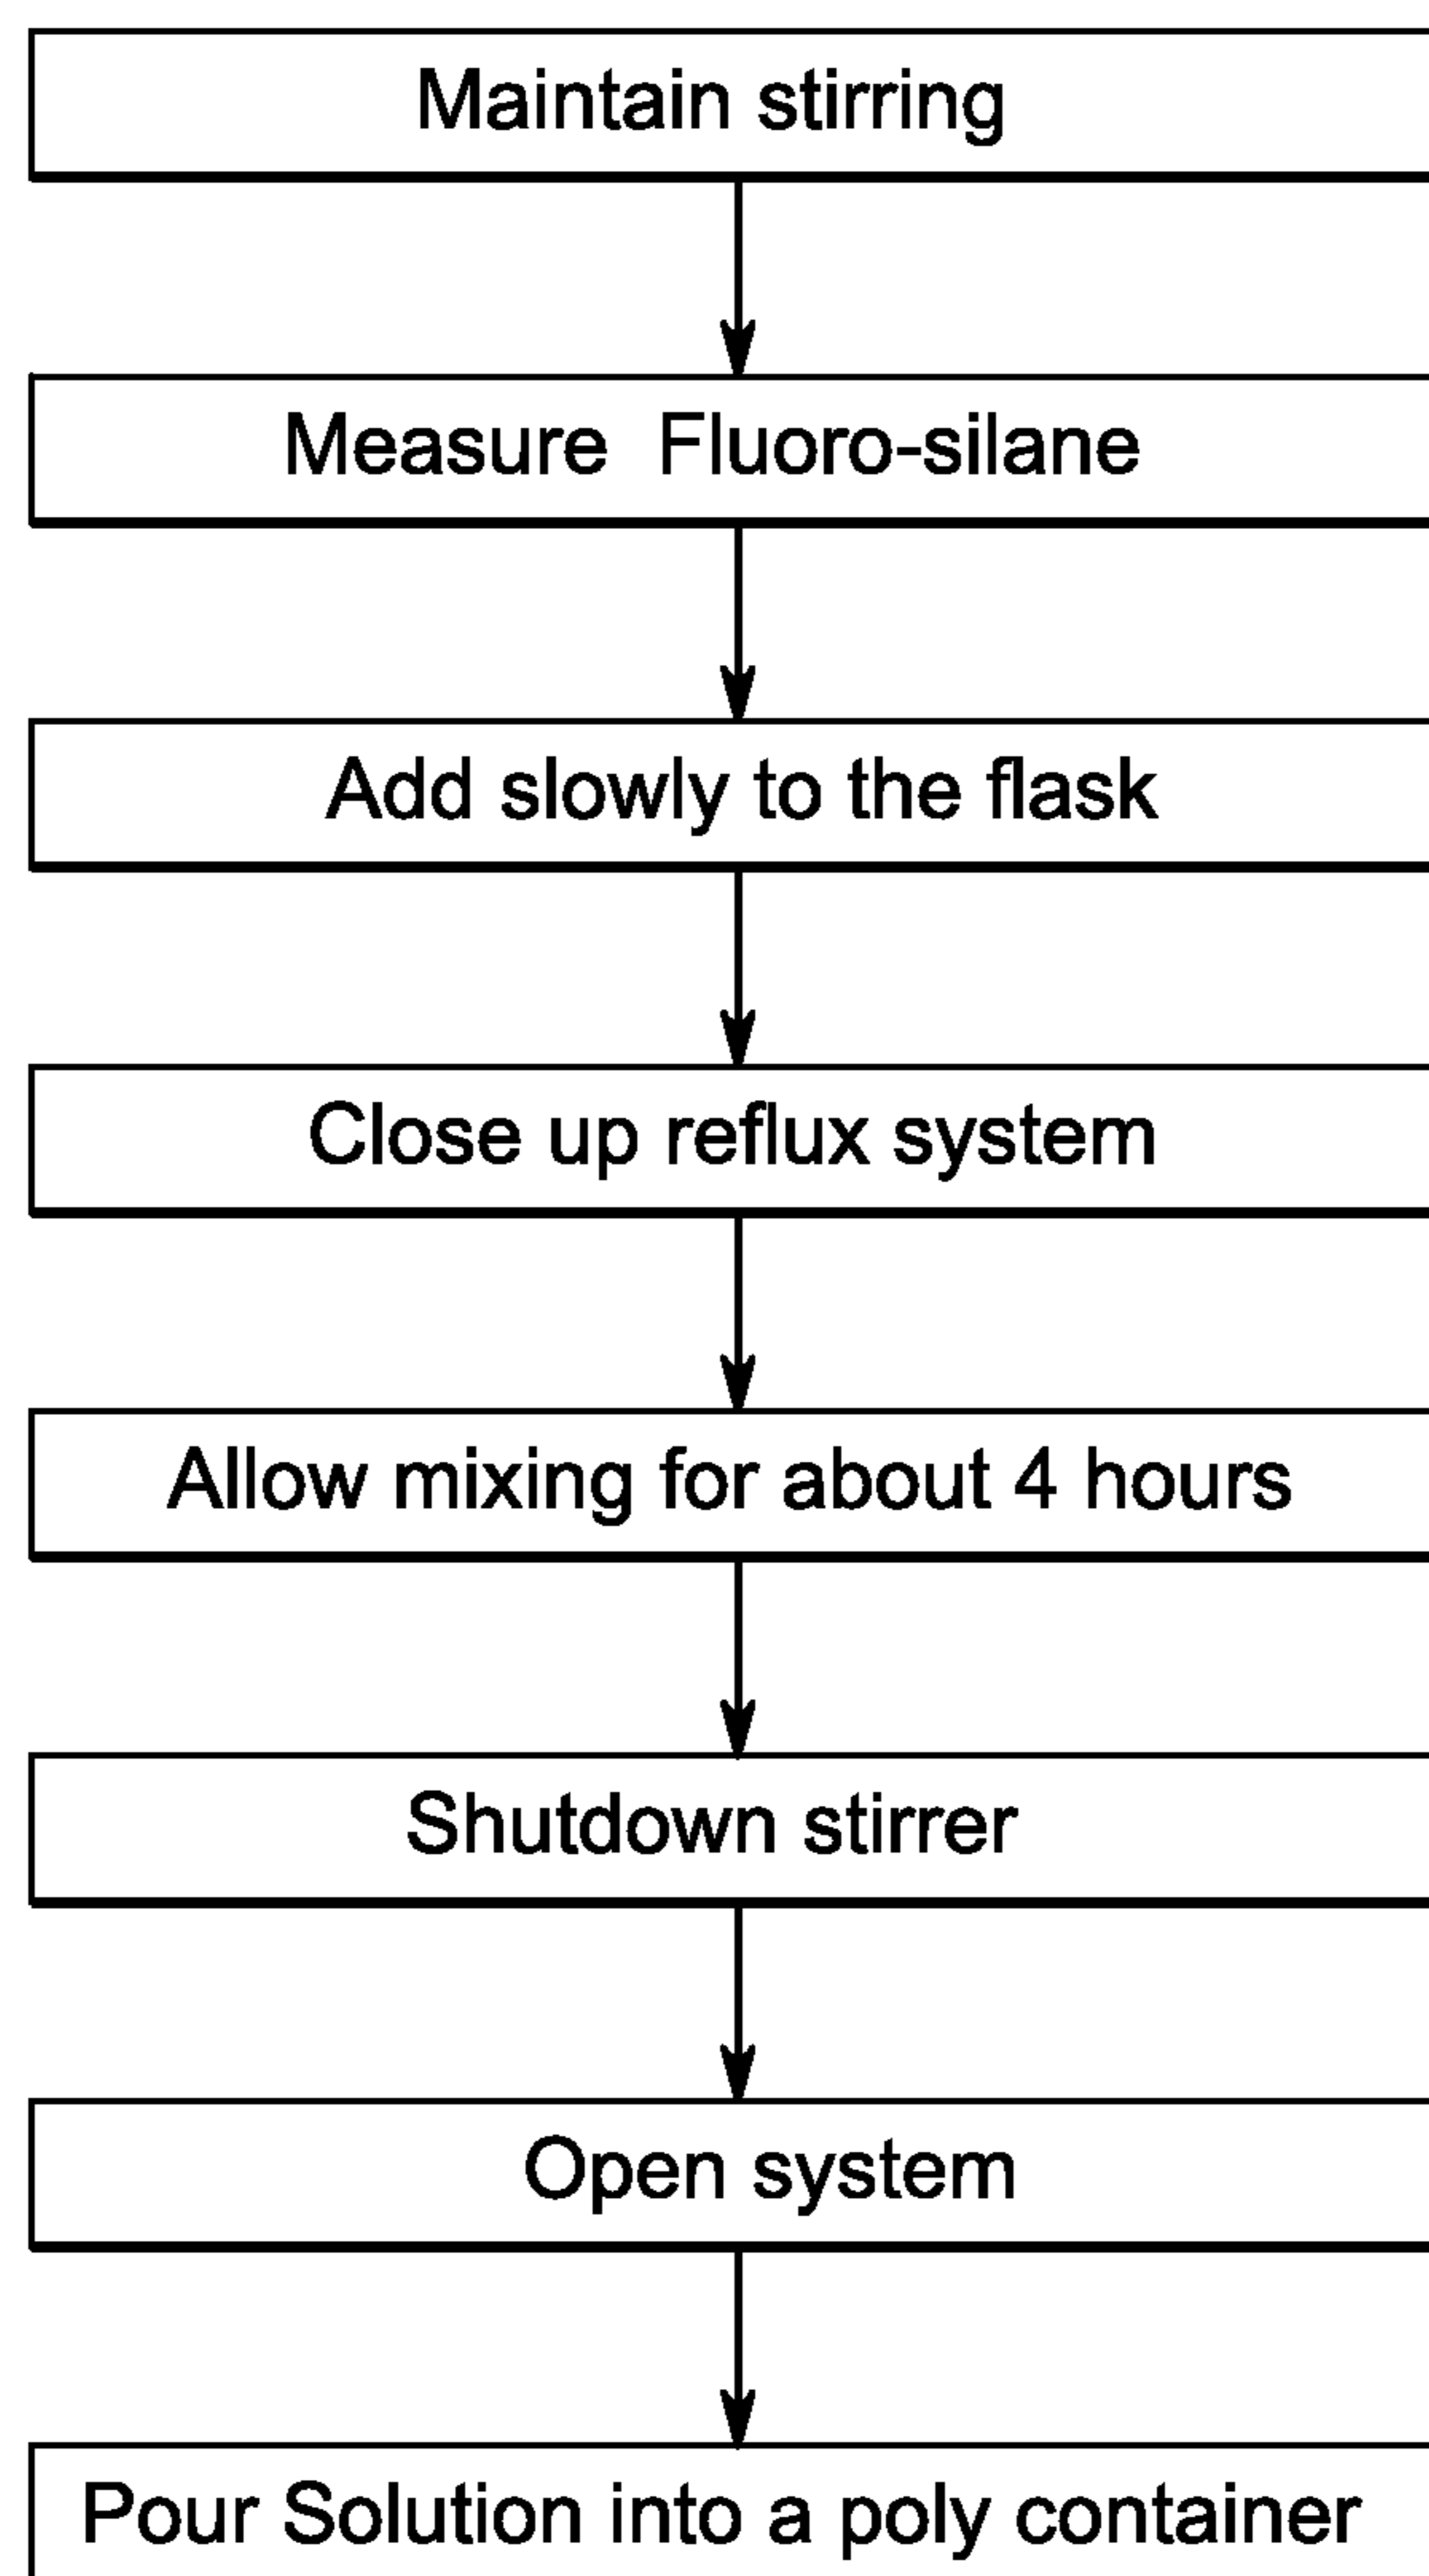 Maintain stirring
Measure Fluoro-silane
Add slowly to the flask
Close up reflux system
Allow mixing for about 4 hours
Shutdown stirrer
Open system
Pour Solution into a poly container